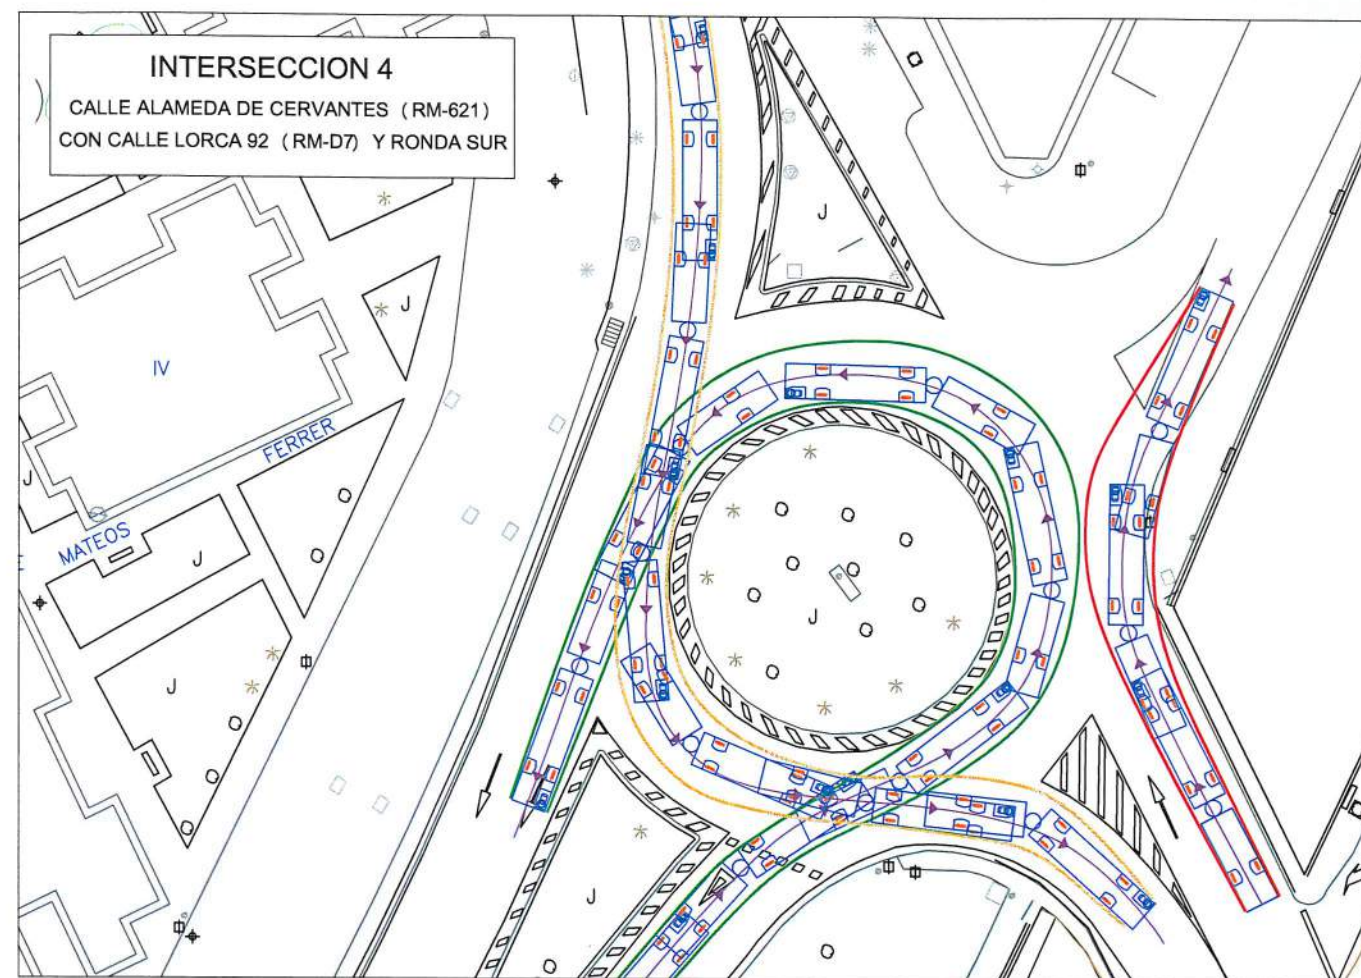 INTERSECCION 4
CALLE ALAMEDA DE CERVANTES (RM-621)
CON CALLE LORCA 92 (RM-D7) Y RONDA SUR
J
J
IV
FERRER
J
MATEOS
E
J
J
J
J